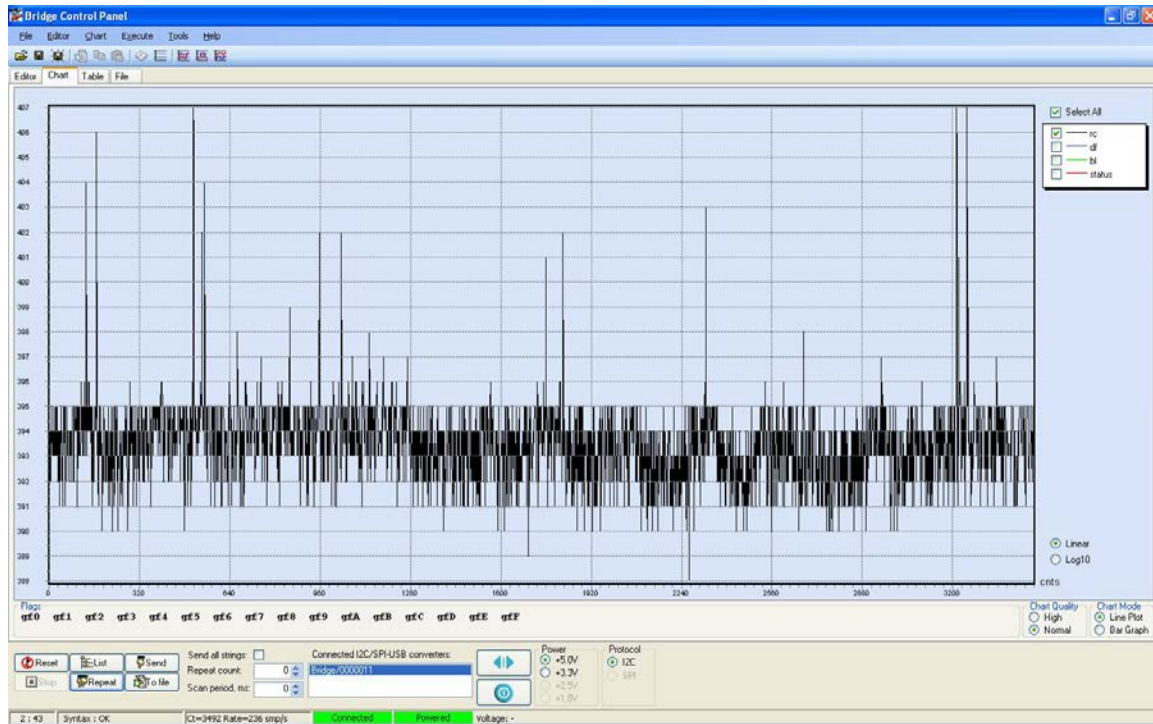 Bridge Control Panel
File Editor Chart Execute Tools Help
Editor Chart Table File
407
406
405
404
403
402
401
400
399
398
397
396
395
394
393
392
391
390
389
388
0 320 640 960 1280 1600 1920 2240 2560 2880 3200
cnts
Select All
rc
df
bl
status
Linear
Log10
Flags
gf0 gf1 gf2 gf3 gf4 gf5 gf6 gf7 gf8 gf9 gfA gfB gfC gfD gfE gfF
Chart Quality
High
Normal
Chart Mode
Line Plot
Bar Graph
Reset List Send
Stop Repeat To file
Send all strings:
Repeat count: 0
Scan period, ms: 0
Connected I2C/SPI-USB converters:
Bridge/0000011
Power
+5.0V
+3.3V
+2.5V
+1.8V
Protocol
I2C
SPI
2 : 43 Syntax : OK Ct=3492 Rate=236 smp/s Connected Powered Voltage: -